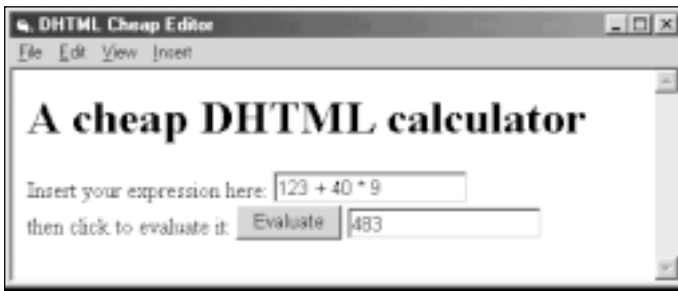 DHTML Cheap Editor
File Edit View Insert
A cheap DHTML calculator
Insert your expression here: 123 + 40 * 9
then click to evaluate it: Evaluate 483